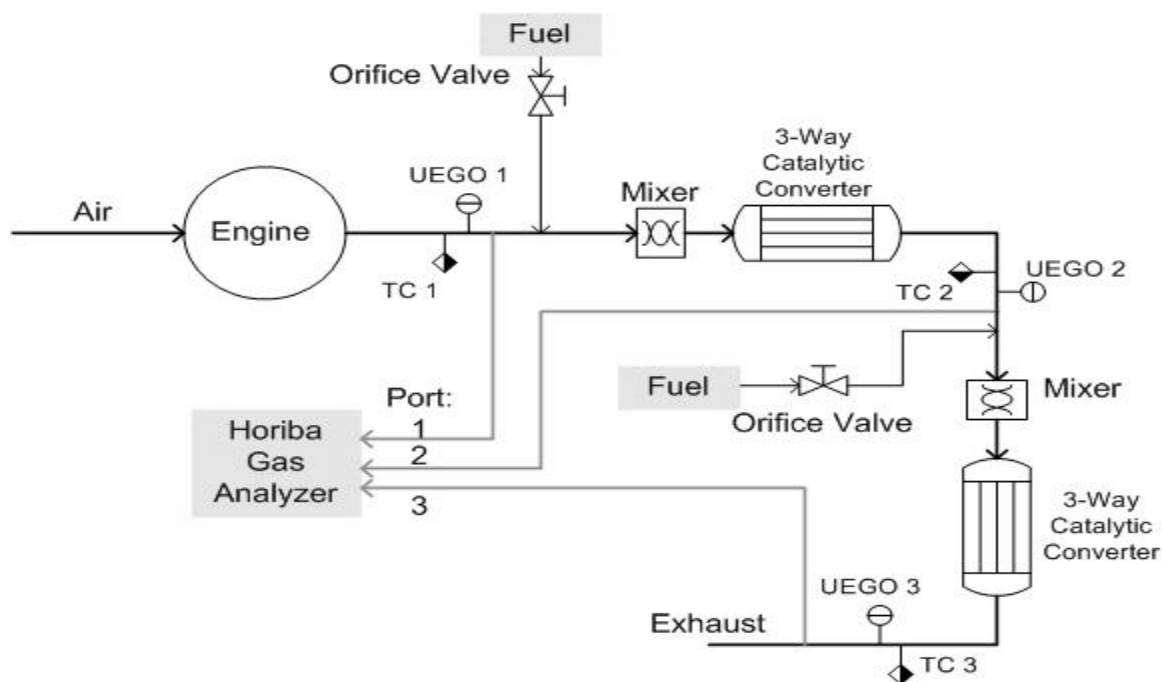 Fuel
Orifice Valve
3-Way
Catalytic
Converter
UEGO 1
Mixer
Air
Engine
TC 1
TC 2
UEGO 2
Fuel
Orifice Valve
Mixer
Port:
Horiba
Gas
Analyzer
1
2
3
3-Way
Catalytic
Converter
UEGO 3
Exhaust
TC 3